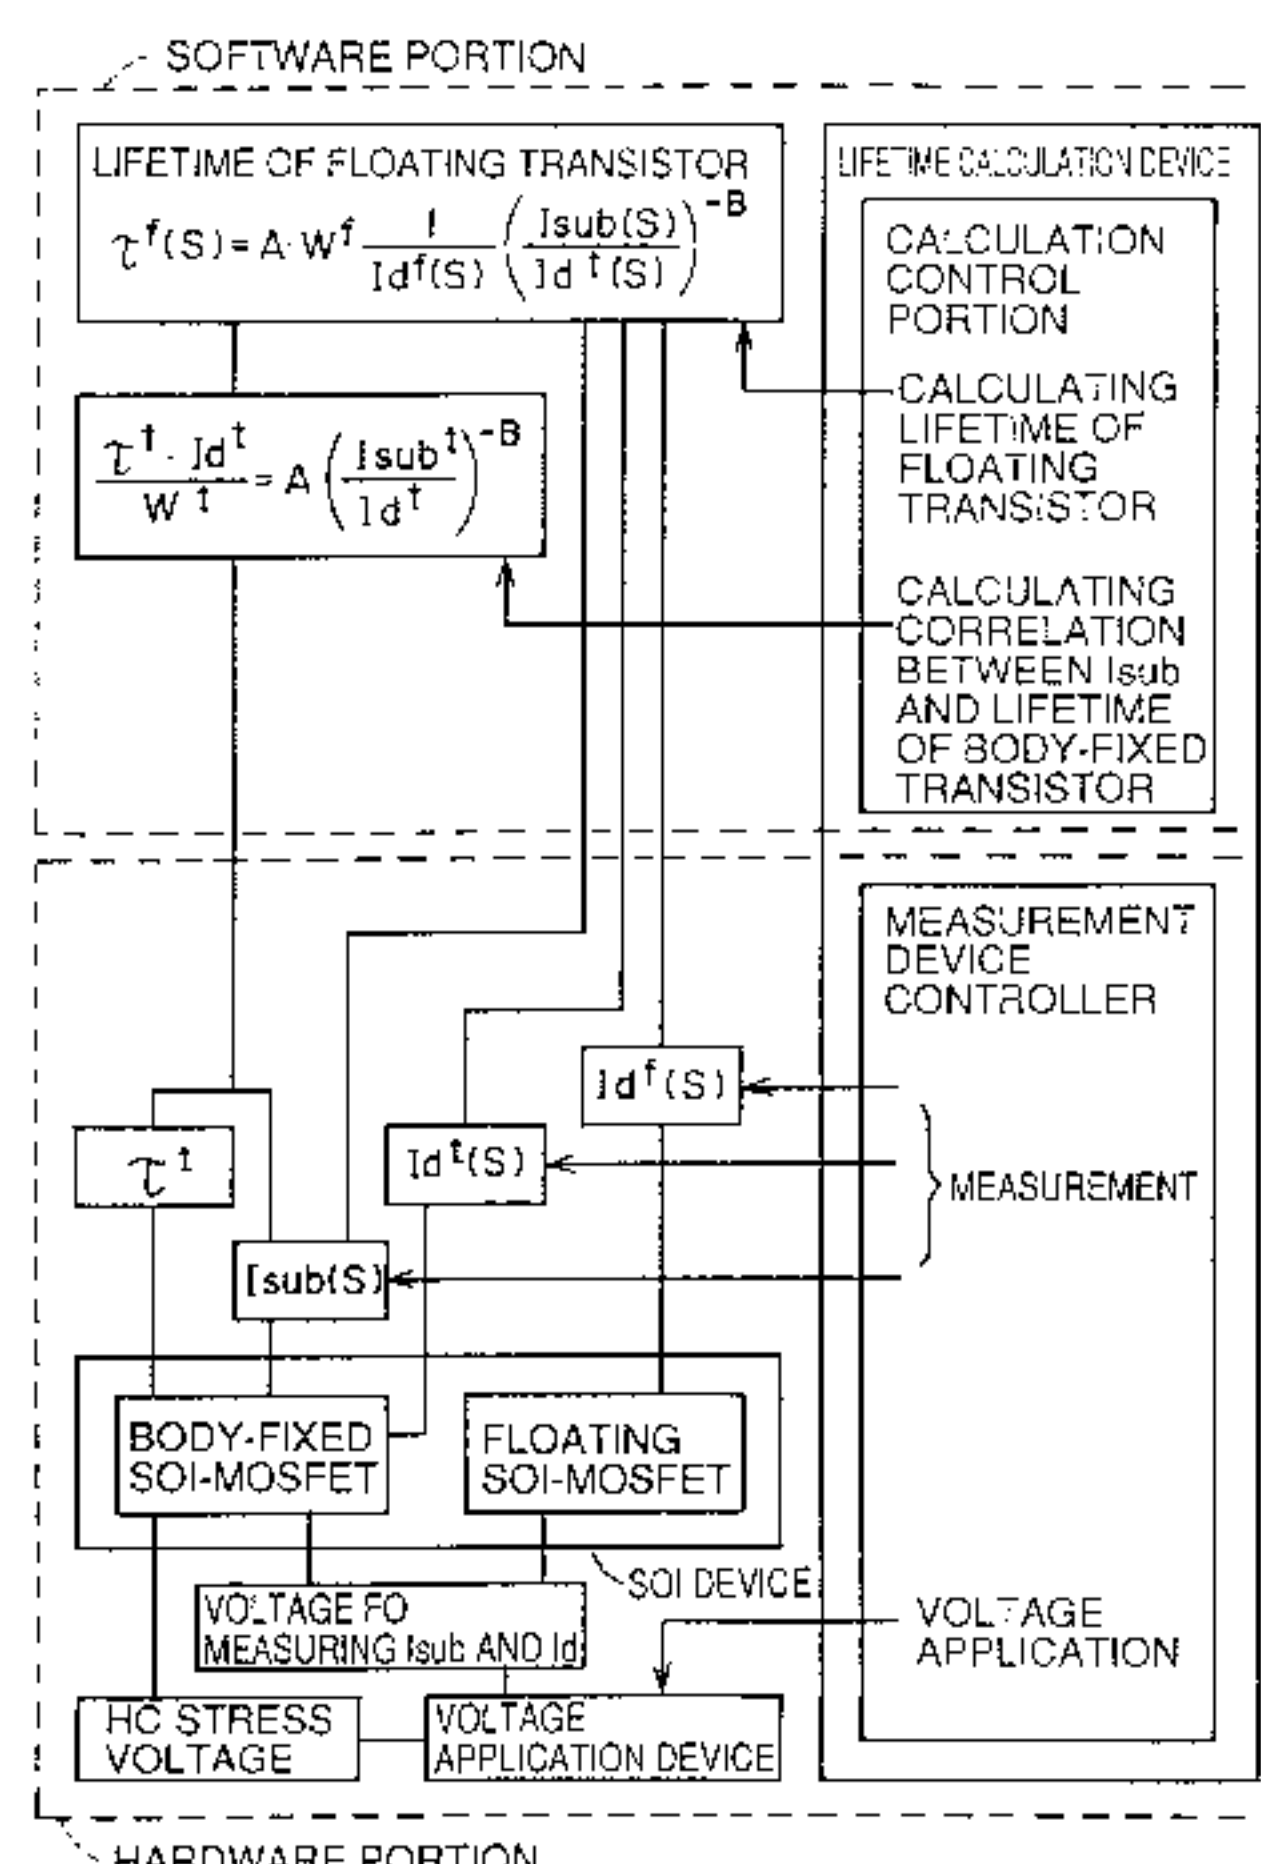 SOFTWARE PORTION
LIFETIME OF FLOATING TRANSISTOR
τ^f(S) = A·W^f 1/Id^f(S) (Isub(S)/Id^t(S))^-B
τ^t · Id^t/W^t = A (Isub^t/Id^t)^-B
LIFETIME CALCULATION DEVICE
CALCULATION
CONTROL
PORTION
CALCULATING
LIFETIME OF
FLOATING
TRANSISTOR
CALCULATING
CORRELATION
BETWEEN Isub
AND LIFETIME
OF BODY-FIXED
TRANSISTOR
MEASUREMENT
DEVICE
CONTROLLER
Id^f(S)
Id^t(S)
τ^t
Isub(S)
MEASUREMENT
BODY-FIXED
SOI-MOSFET
FLOATING
SOI-MOSFET
SOI DEVICE
VOLTAGE FO
MEASURING Isub AND Id
VOLTAGE
APPLICATION
HC STRESS
VOLTAGE
VOLTAGE
APPLICATION DEVICE
HARDWARE PORTION